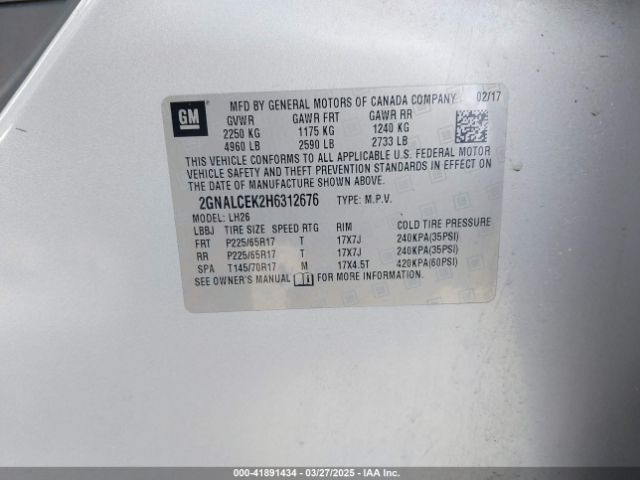 GM
MFD BY GENERAL MOTORS OF CANADA COMPANY 02/17
GVWR GAWR FRT GAWR RR
2250 KG 1175 KG 1240 KG
4960 LB 2590 LB 2733 LB
THIS VEHICLE CONFORMS TO ALL APPLICABLE U.S. FEDERAL MOTOR
VEHICLE SAFETY AND THEFT PREVENTION STANDARDS IN EFFECT ON
THE DATE OF MANUFACTURE SHOWN ABOVE.
2GNALCEK2H6312676 TYPE: M.P.V.
MODEL: LH26
LBBJ TIRE SIZE SPEED RTG RIM COLD TIRE PRESSURE
FRT P225/65R17 T 17X7J 240KPA(35PSI)
RR P225/65R17 T 17X7J 240KPA(35PSI)
SPA T145/70R17 M 17X4.5T 420KPA(60PSI)
SEE OWNER'S MANUAL i FOR MORE INFORMATION.
000-41891434 | 03/27/2025 | COPART